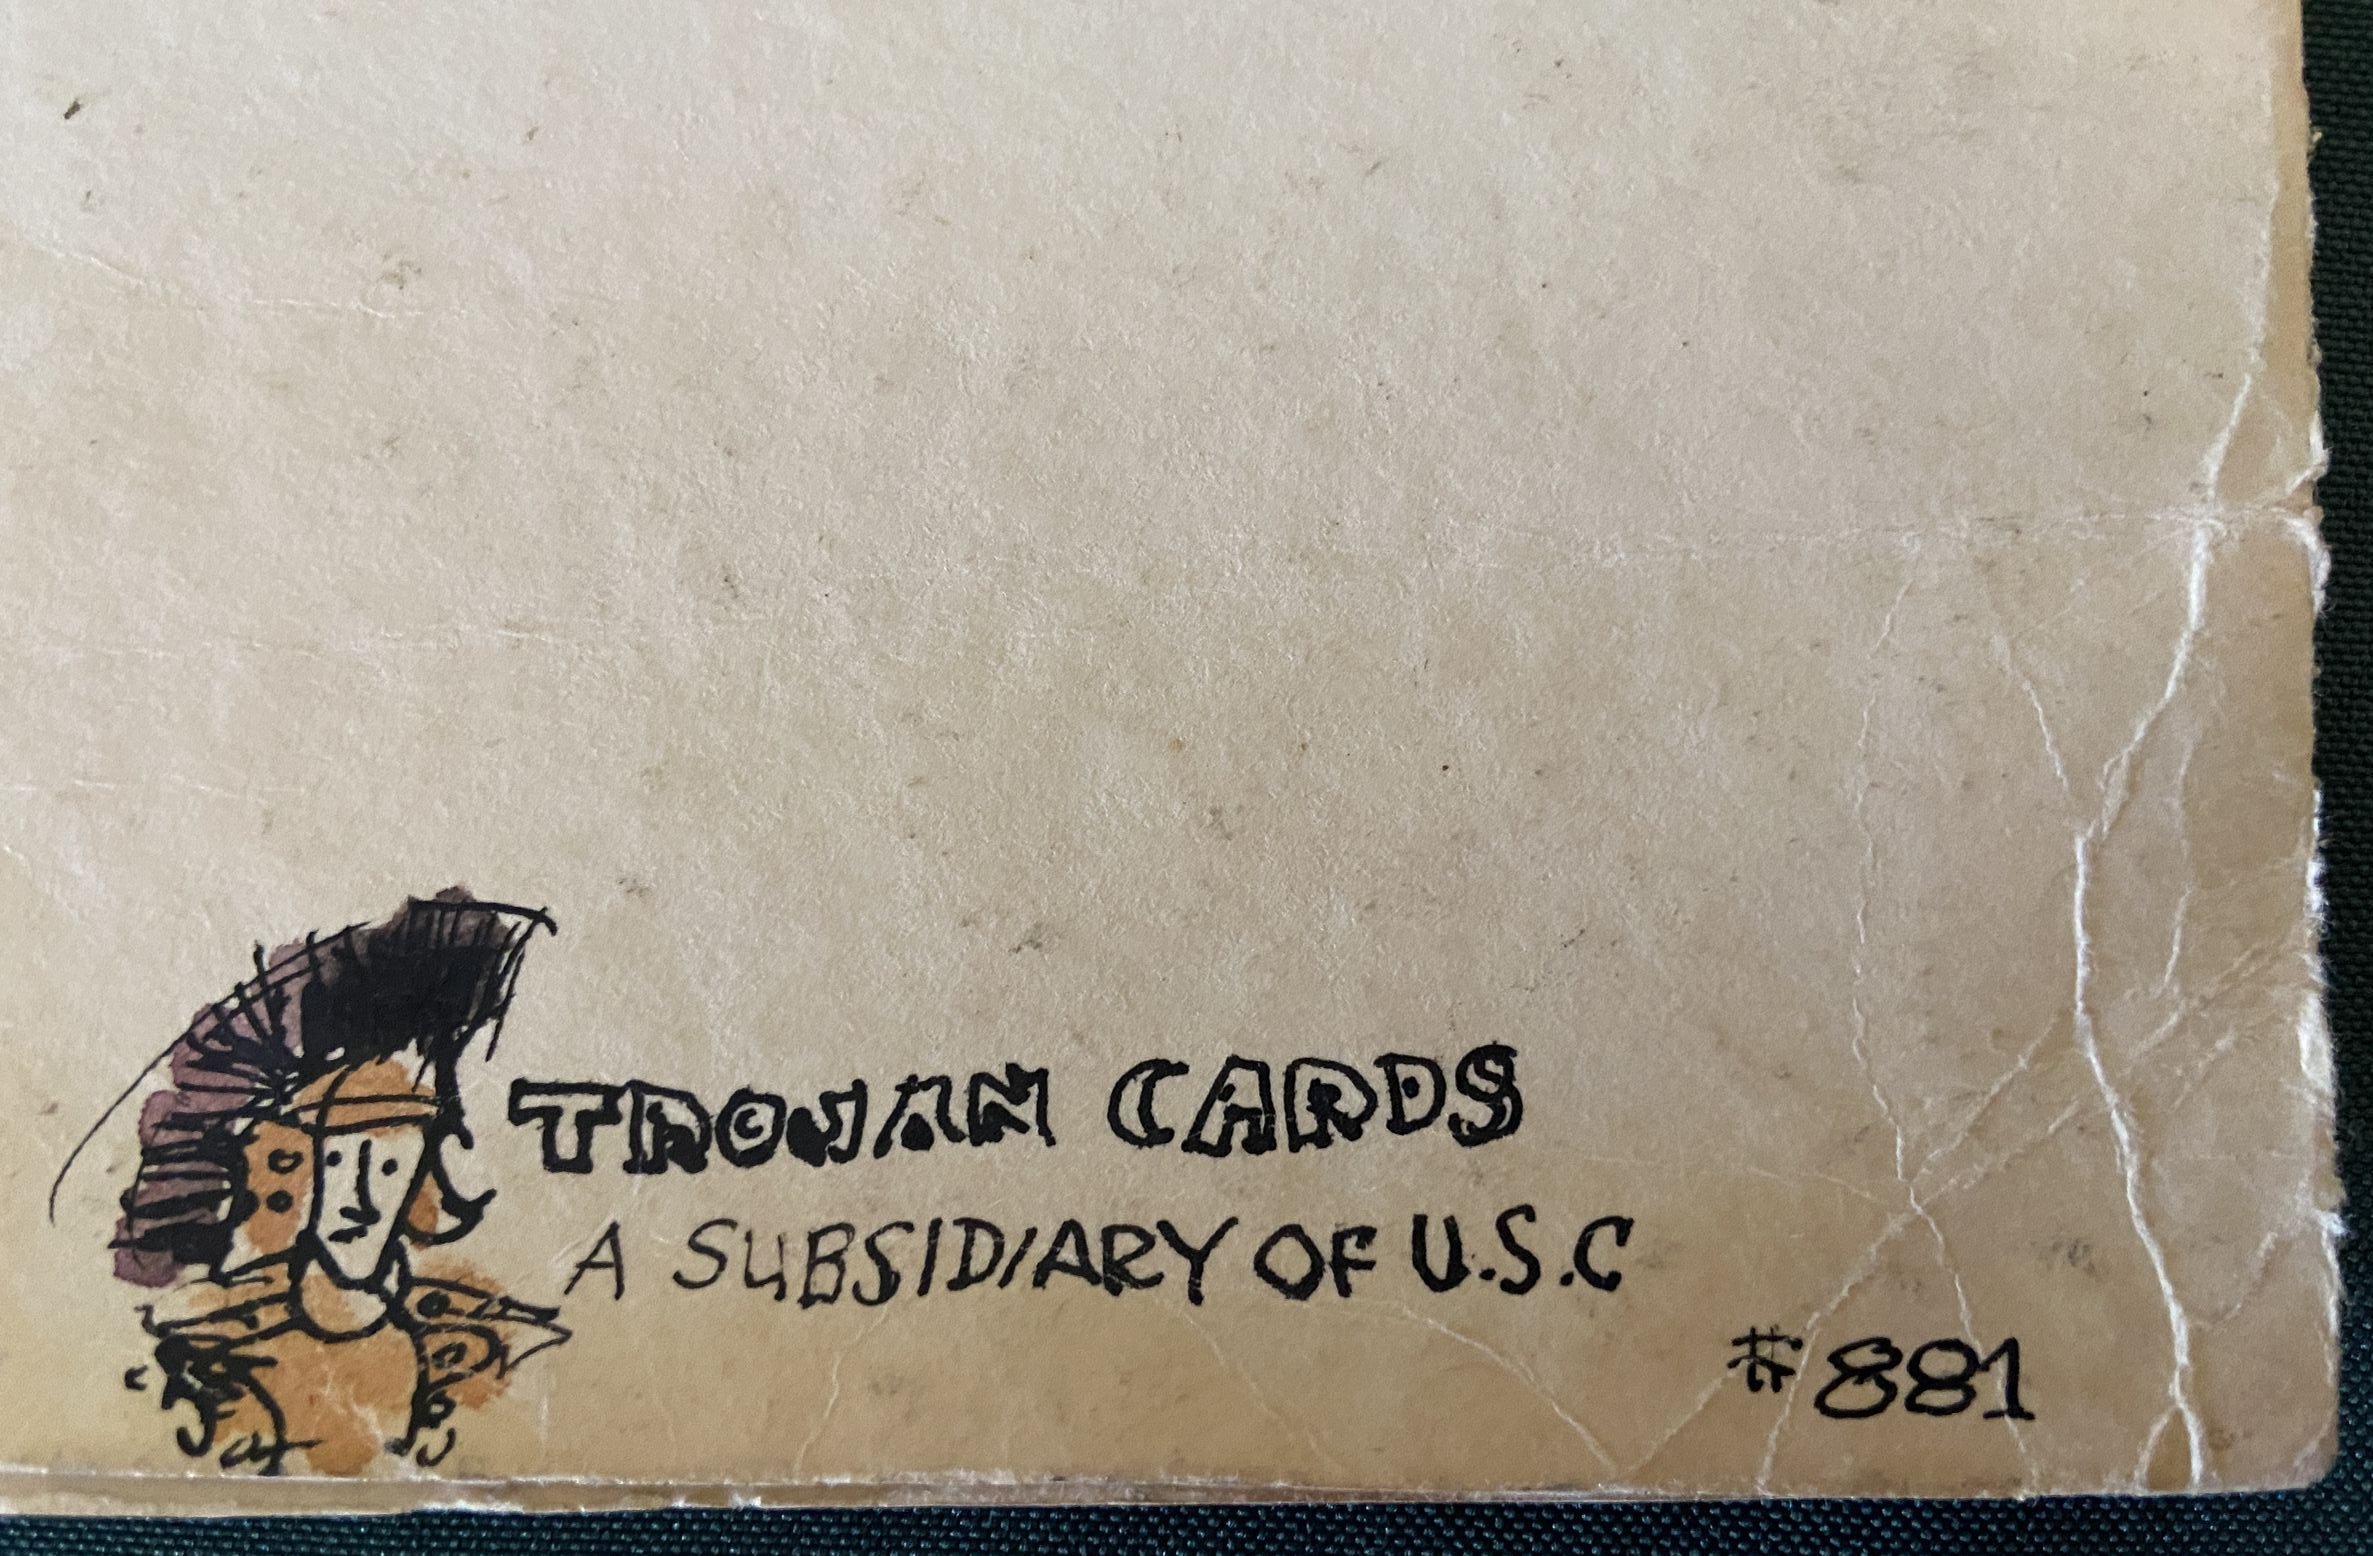 TROJAN CARDS
A SUBSIDIARY OF U.S.C
#881